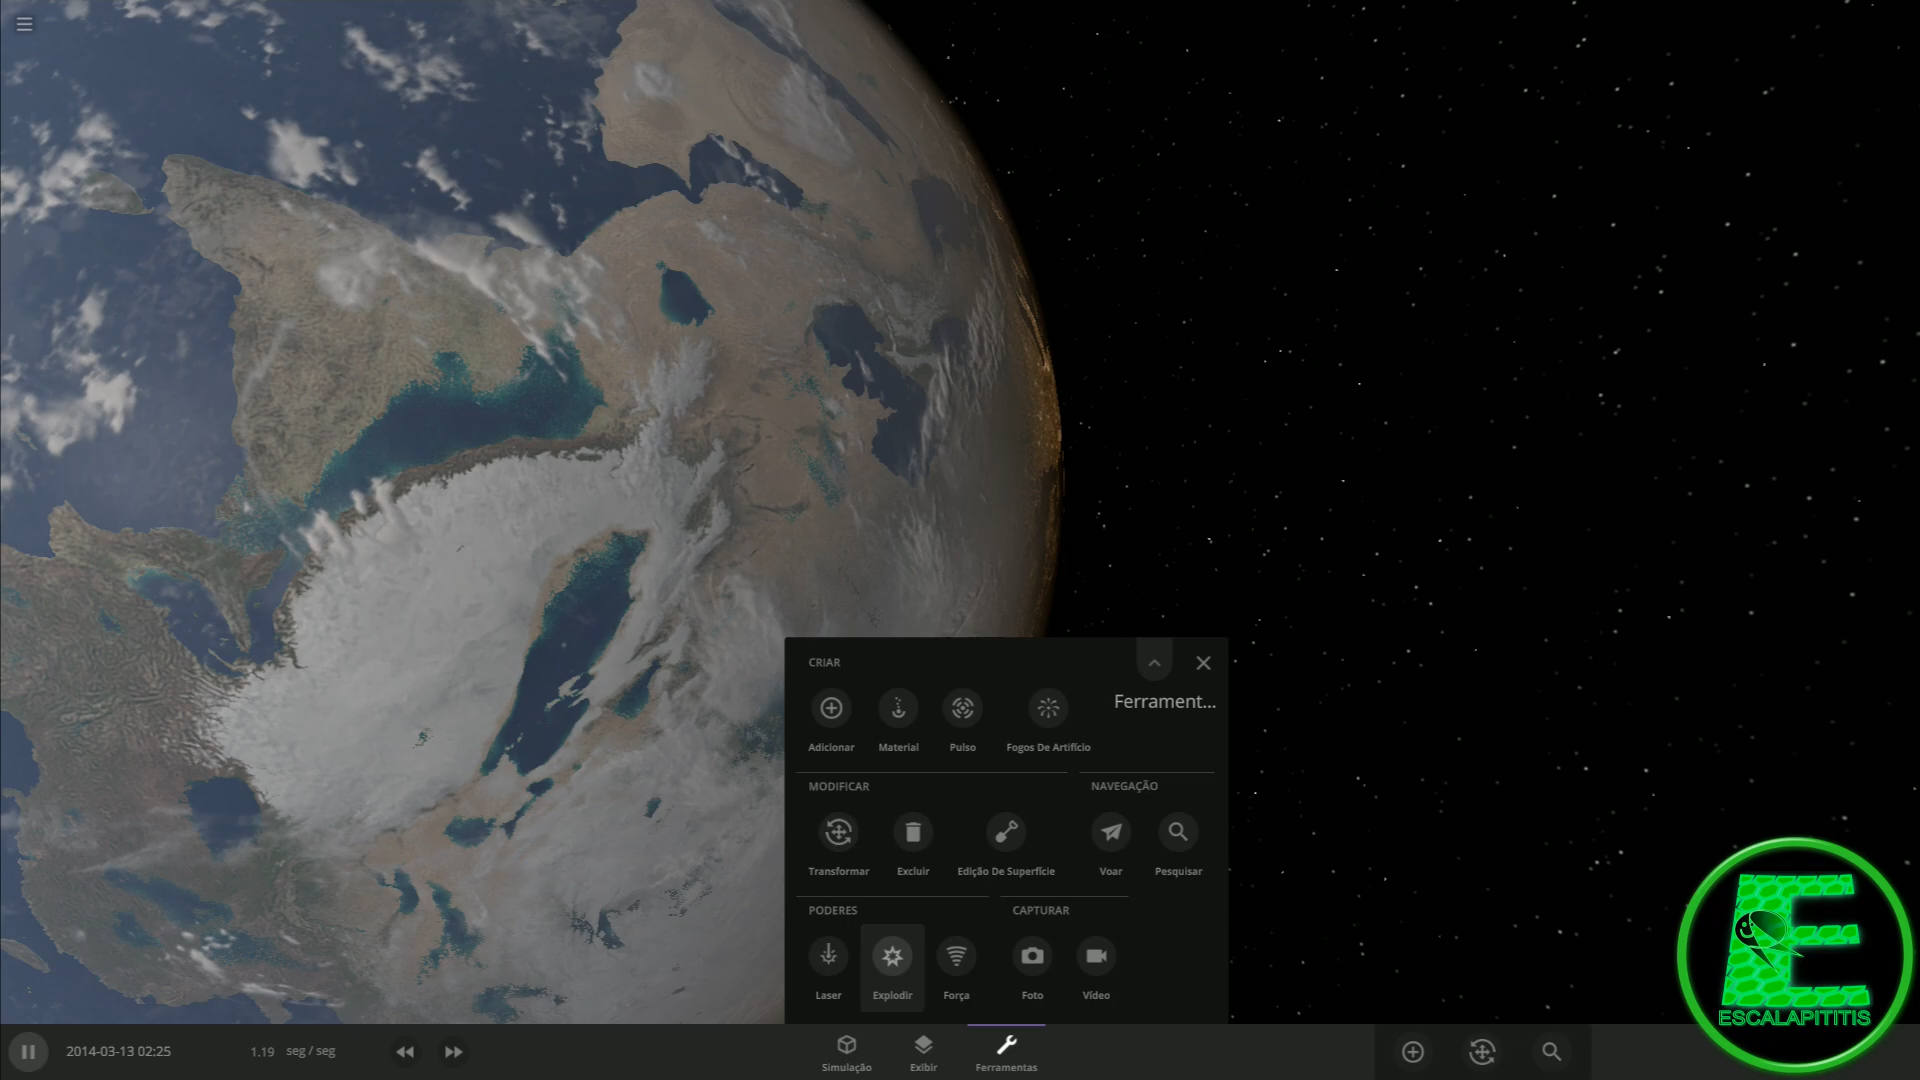 CRIAR
Ferrament...
Adicionar
Material
Pulso
Fogos De Artifício
MODIFICAR
NAVEGAÇÃO
Transformar
Excluir
Edição De Superfície
Voar
Pesquisar
PODERES
CAPTURAR
Laser
Explodir
Força
Foto
Vídeo
2014-03-13 02:25
1.19 seg / seg
Simulação
Exibir
Ferramentas
E
ESCALAPITITIS